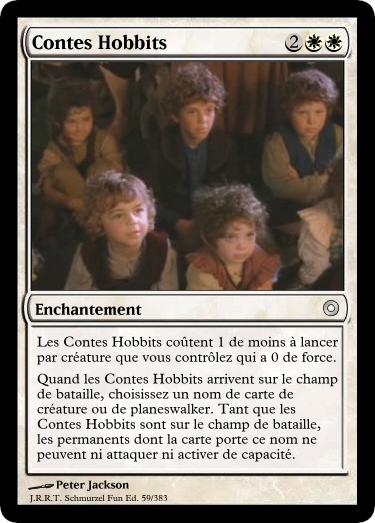 Contes Hobbits 2
Enchantement
Les Contes Hobbits coûtent 1 de moins à lancer
par créature que vous contrôlez qui a 0 de force.
Quand les Contes Hobbits arrivent sur le champ
de bataille, choisissez un nom de carte de
créature ou de planeswalker. Tant que les
Contes Hobbits sont sur le champ de bataille,
les permanents dont la carte porte ce nom ne
peuvent ni attaquer ni activer de capacité.
Peter Jackson
J.R.R.T. Schmurzel Fun Ed. 59/383